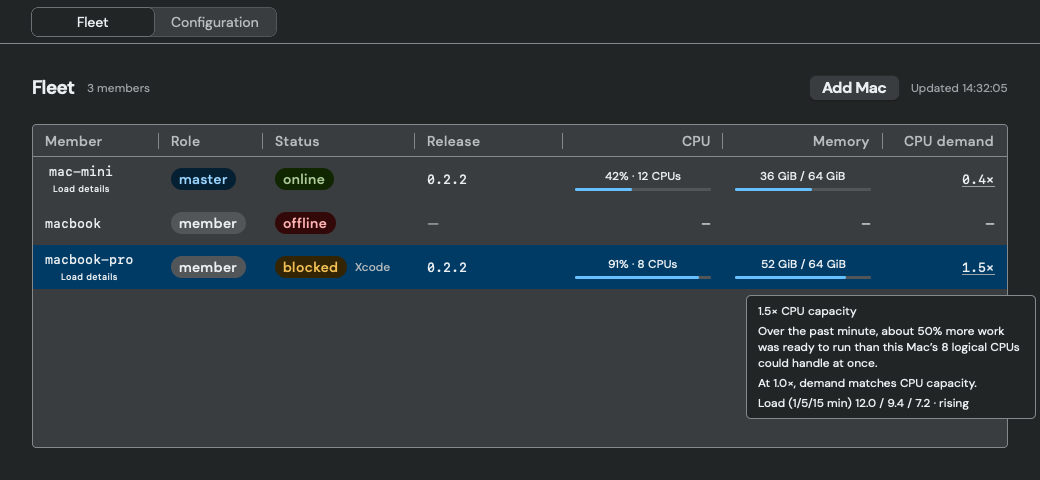 Fleet Configuration
Fleet 3 members Add Mac Updated 14:32:05
Member Role Status Release CPU Memory CPU demand
mac-mini master online 0.2.2 42% · 12 CPUs 36 GiB / 64 GiB 0.4×
Load details
macbook member offline — — — —
macbook-pro member blocked Xcode 0.2.2 91% · 8 CPUs 52 GiB / 64 GiB 1.5×
Load details
1.5× CPU capacity
Over the past minute, about 50% more work
was ready to run than this Mac’s 8 logical CPUs
could handle at once.
At 1.0×, demand matches CPU capacity.
Load (1/5/15 min) 12.0 / 9.4 / 7.2 · rising